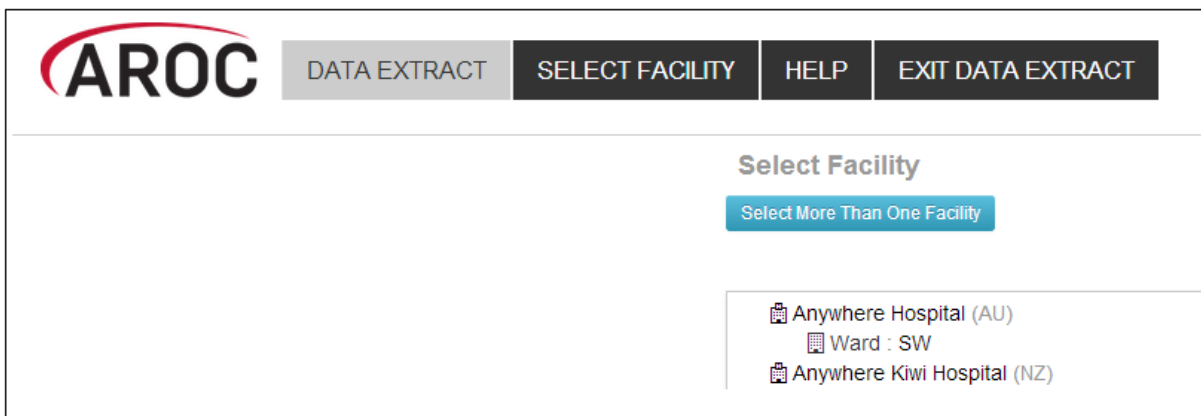 AROC DATA EXTRACT SELECT FACILITY HELP EXIT DATA EXTRACT
Select Facility
Select More Than One Facility
Anywhere Hospital (AU)
Ward : SW
Anywhere Kiwi Hospital (NZ)